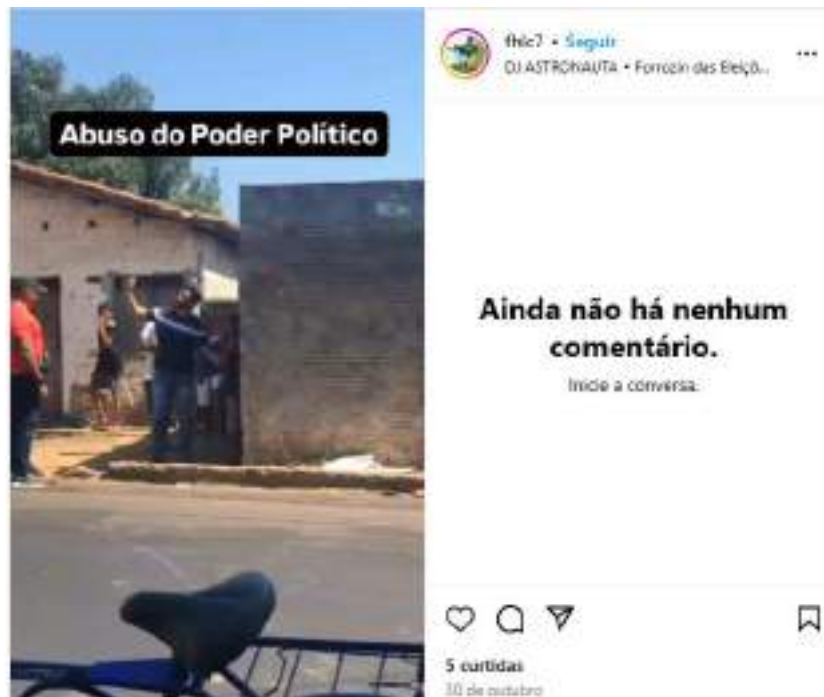 Abuso do Poder Político
fhlc7 • Seguir
DJ ASTRONAUTA • Forrozin das Eleiçõ...
Ainda não há nenhum
comentário.
Inicie a conversa.
5 curtidas
30 de outubro